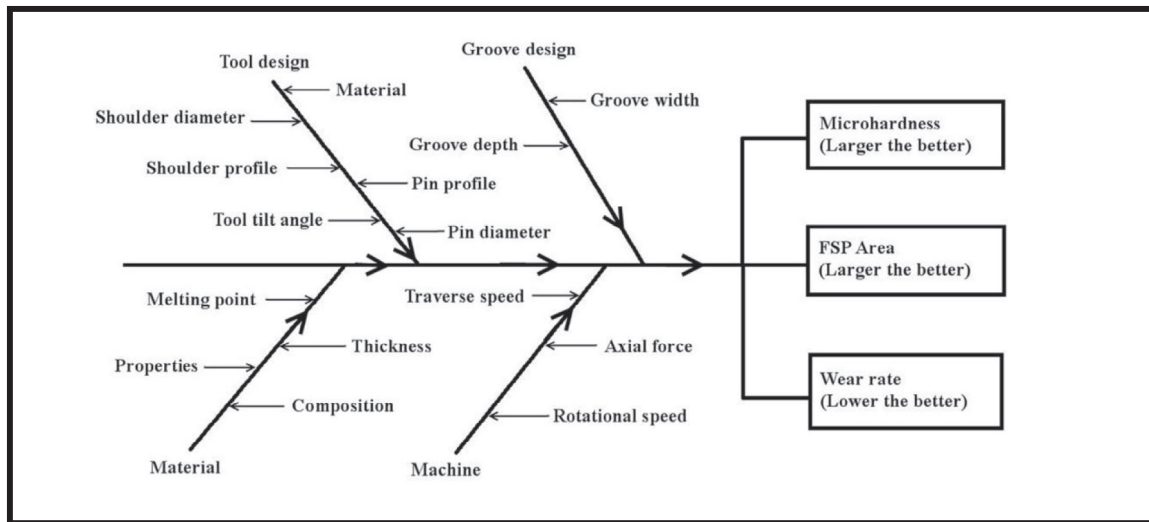 Tool design
Material
Shoulder diameter
Shoulder profile
Pin profile
Tool tilt angle
Pin diameter
Groove design
Groove width
Groove depth
Melting point
Thickness
Properties
Composition
Material
Traverse speed
Axial force
Rotational speed
Machine
Microhardness
(Larger the better)
FSP Area
(Larger the better)
Wear rate
(Lower the better)